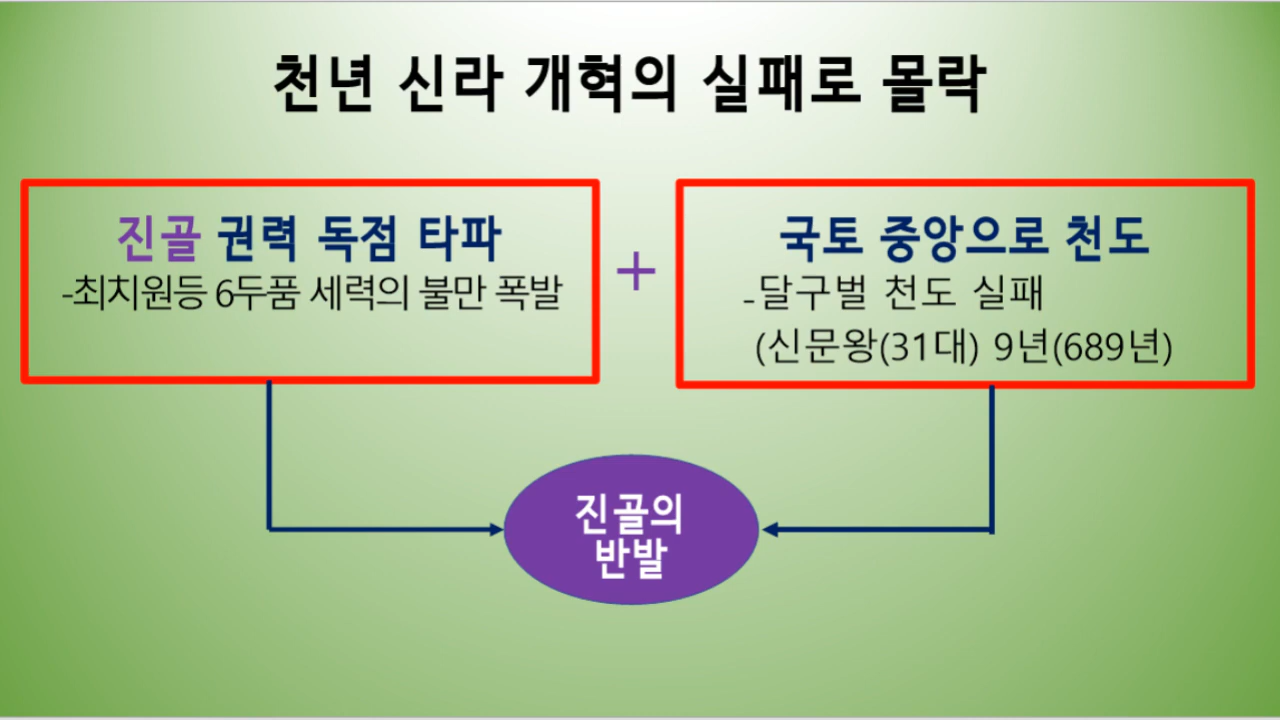 천년 신라 개혁의 실패로 몰락
진골 권력 독점 타파
-최치원등 6두품 세력의 불만 폭발
+
국토 중앙으로 천도
-달구벌 천도 실패
(신문왕(31대) 9년(689년)
진골의
반발